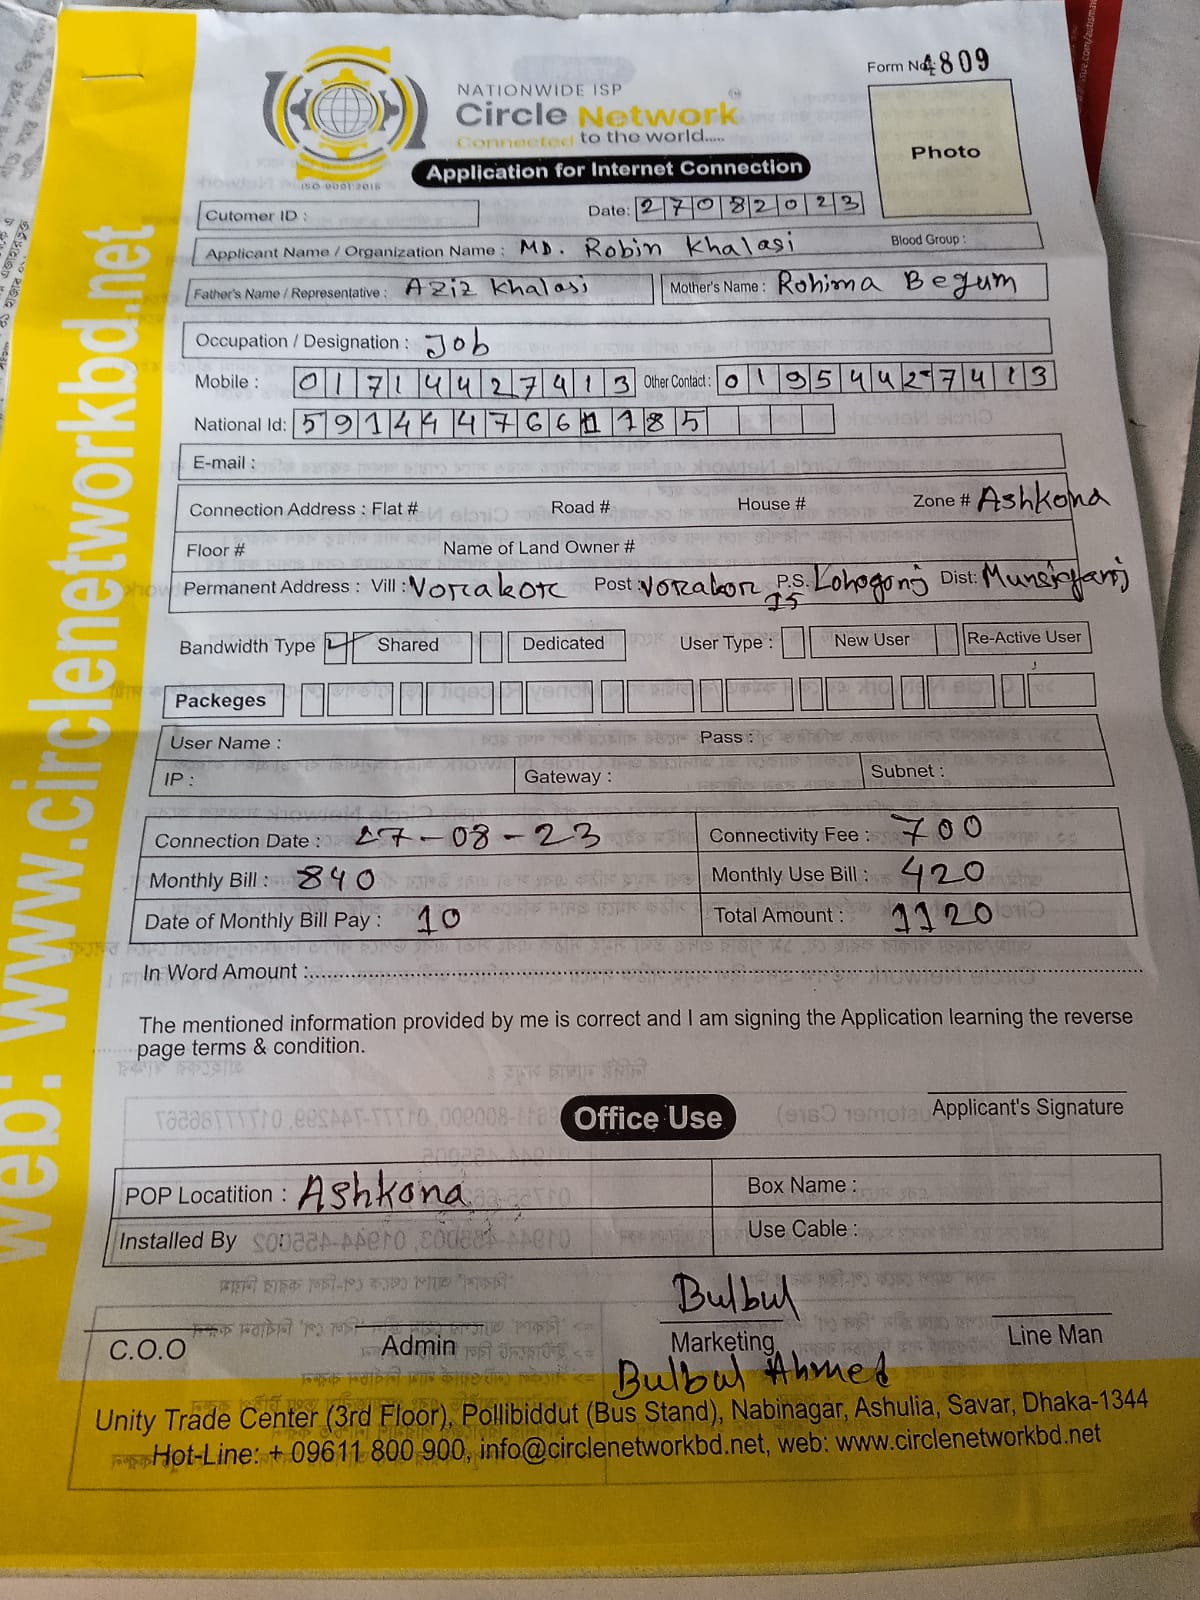 Form No: 4809
NATIONWIDE ISP
Circle Network
Connected to the world.....
ISO 9001:2015
Application for Internet Connection
Photo
Cutomer ID :
Date: 27082023
Applicant Name / Organization Name : MD. Robin Khalasi Blood Group :
Father's Name / Representative : Aziz Khalasi Mother's Name : Rohima Begum
Occupation / Designation : Job
Mobile : 01714427413 Other Contact : 01954427413
National Id: 5914447661185
E-mail :
Connection Address : Flat # Road # House # Zone # Ashkona
Floor # Name of Land Owner #
Permanent Address : Vill : Vorakor Post : Vorakor P.S. Lohogonj Dist: Munsiganj
15
Bandwidth Type Shared Dedicated User Type : New User Re-Active User
Packeges
User Name : Pass :
IP : Gateway : Subnet :
Connection Date : 27-08-23 Connectivity Fee : 700
Monthly Bill : 840 Monthly Use Bill : 420
Date of Monthly Bill Pay : 10 Total Amount : 1120
In Word Amount :
The mentioned information provided by me is correct and I am signing the Application learning the reverse
page terms & condition.
Applicant's Signature
Office Use
POP Locatition : Ashkona Box Name :
Installed By : Use Cable :
Bulbul
C.O.O Admin Marketing Line Man
Bulbul Ahmed
Unity Trade Center (3rd Floor), Pollibiddut (Bus Stand), Nabinagar, Ashulia, Savar, Dhaka-1344
Hot-Line: + 09611 800 900, info@circlenetworkbd.net, web: www.circlenetworkbd.net
web: www.circlenetworkbd.net